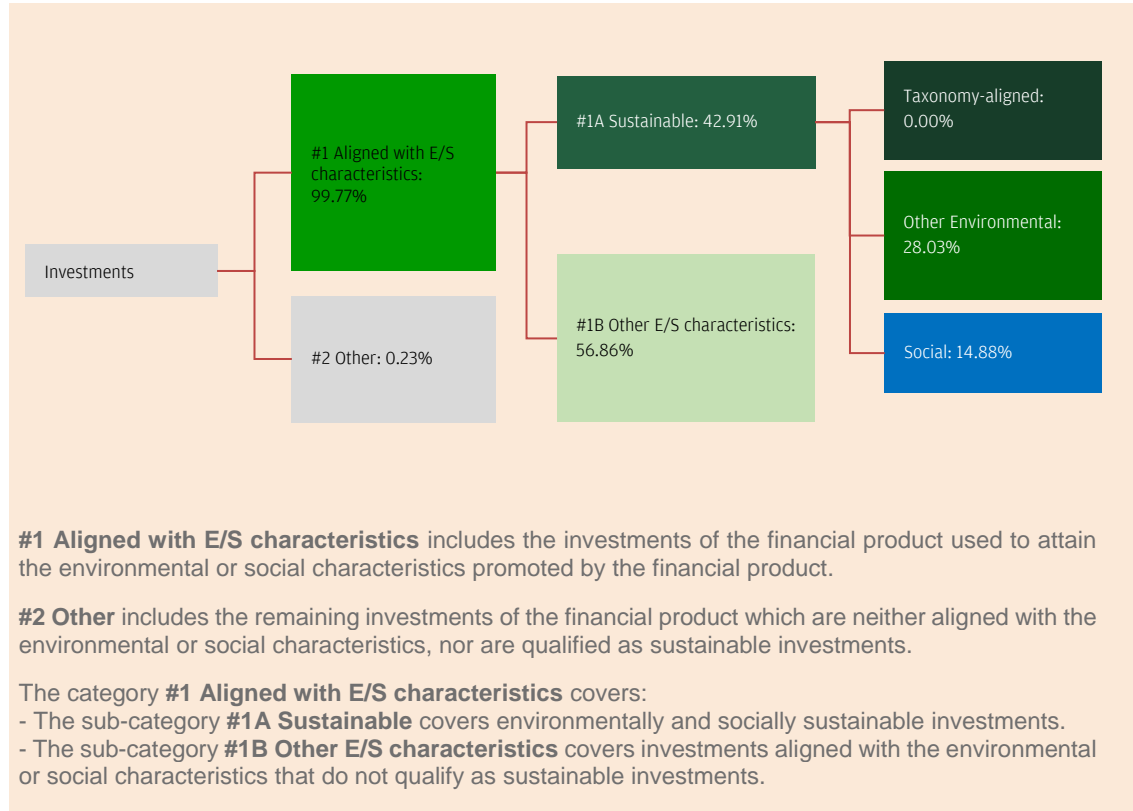 Investments
#1 Aligned with E/S
characteristics:
99.77%
#2 Other: 0.23%
#1A Sustainable: 42.91%
#1B Other E/S characteristics:
56.86%
Taxonomy-aligned:
0.00%
Other Environmental:
28.03%
Social: 14.88%
#1 Aligned with E/S characteristics includes the investments of the financial product used to attain
the environmental or social characteristics promoted by the financial product.
#2 Other includes the remaining investments of the financial product which are neither aligned with the
environmental or social characteristics, nor are qualified as sustainable investments.
The category #1 Aligned with E/S characteristics covers:
- The sub-category #1A Sustainable covers environmentally and socially sustainable investments.
- The sub-category #1B Other E/S characteristics covers investments aligned with the environmental
or social characteristics that do not qualify as sustainable investments.